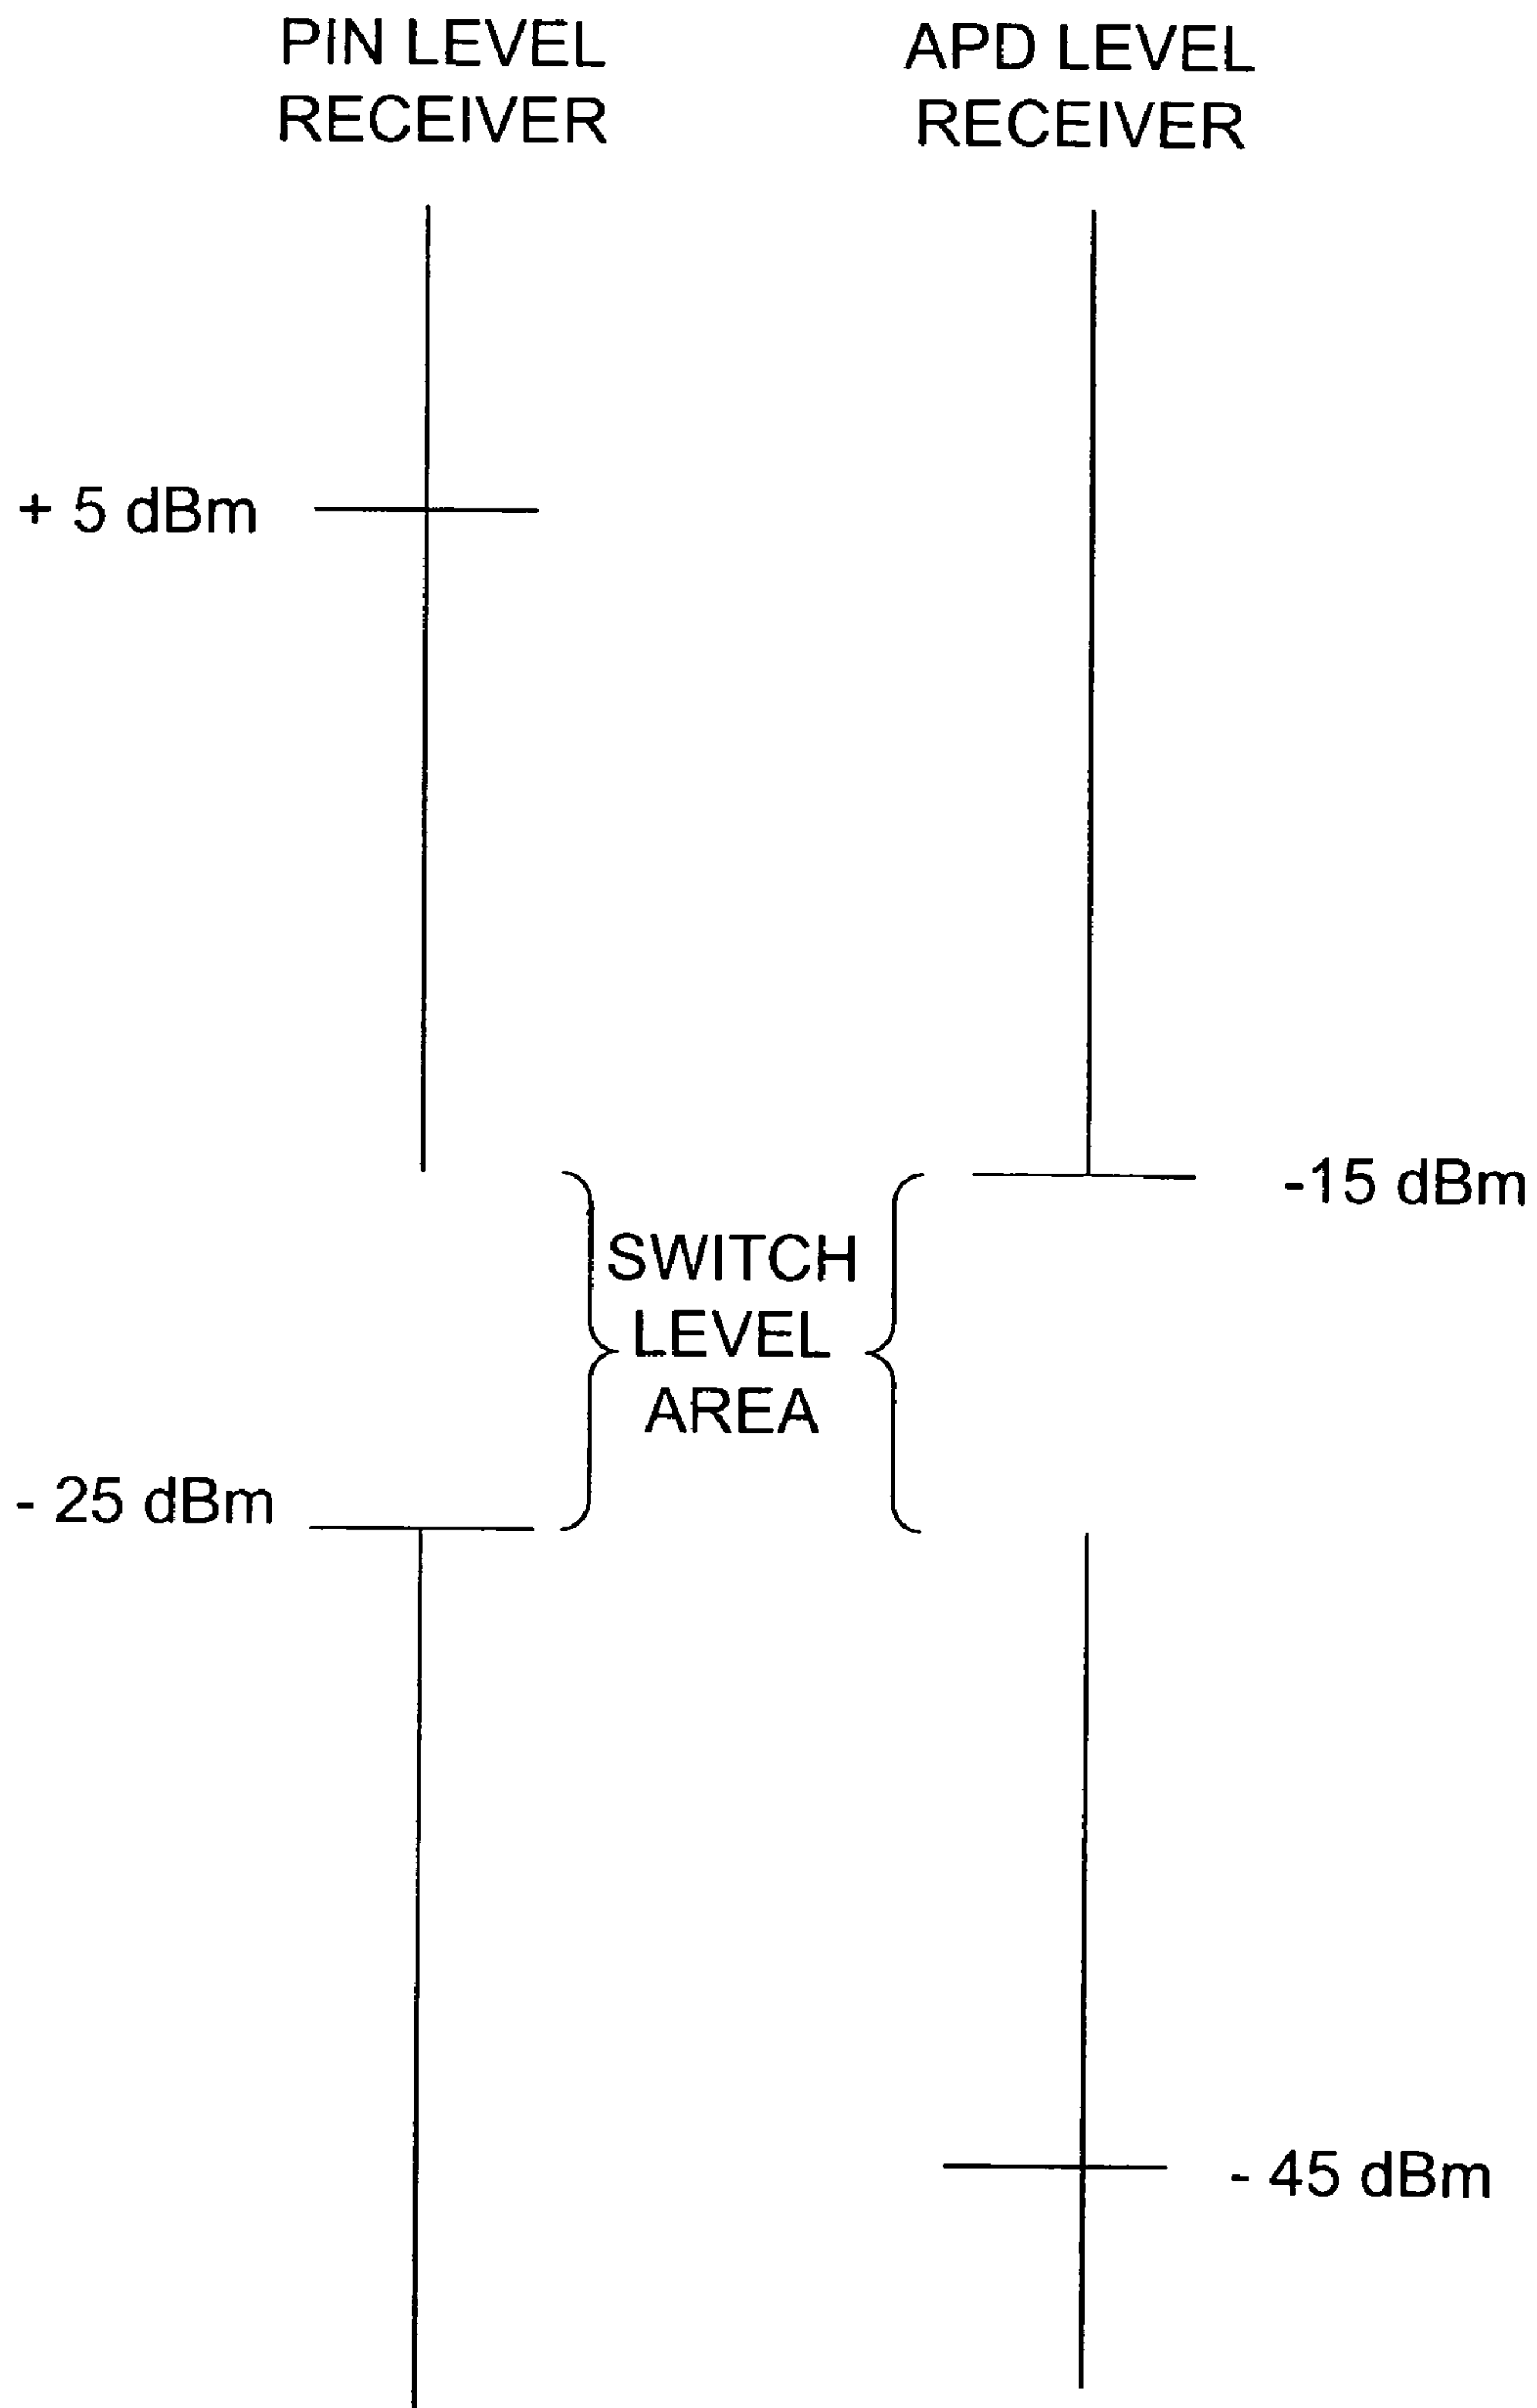 PIN LEVEL
RECEIVER
APD LEVEL
RECEIVER
+ 5 dBm
-15 dBm
SWITCH
LEVEL
AREA
- 25 dBm
- 45 dBm